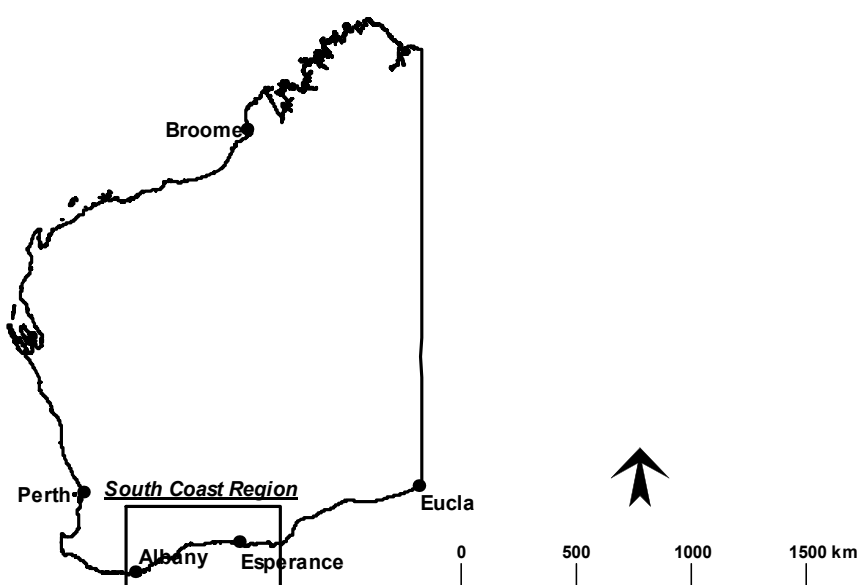 Broome
South Coast Region
Perth
Eucla
Albany
Esperance
0 500 1000 1500 km